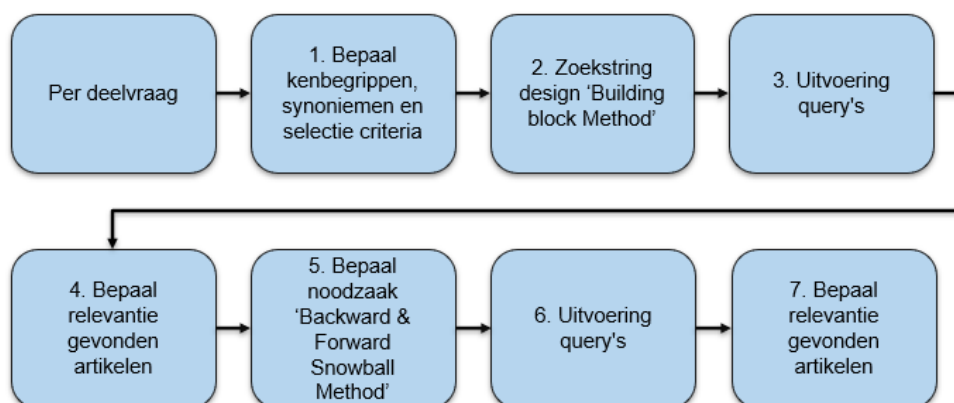 Per deelvraag
1. Bepaal
kenbegrippen,
synoniemen en
selectie criteria
2. Zoekstring
design ‘Building
block Method’
3. Uitvoering
query's
4. Bepaal
relevantie
gevonden
artikelen
5. Bepaal
noodzaak
‘Backward &
Forward
Snowball
Method’
6. Uitvoering
query's
7. Bepaal
relevantie
gevonden
artikelen